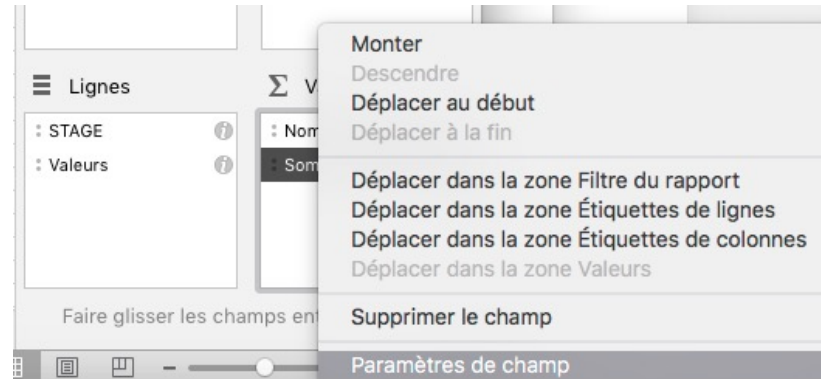 Lignes
Σ V
STAGE
Valeurs
Nom
Som
Faire glisser les champs ent
Monter
Descendre
Déplacer au début
Déplacer à la fin
Déplacer dans la zone Filtre du rapport
Déplacer dans la zone Étiquettes de lignes
Déplacer dans la zone Étiquettes de colonnes
Déplacer dans la zone Valeurs
Supprimer le champ
Paramètres de champ